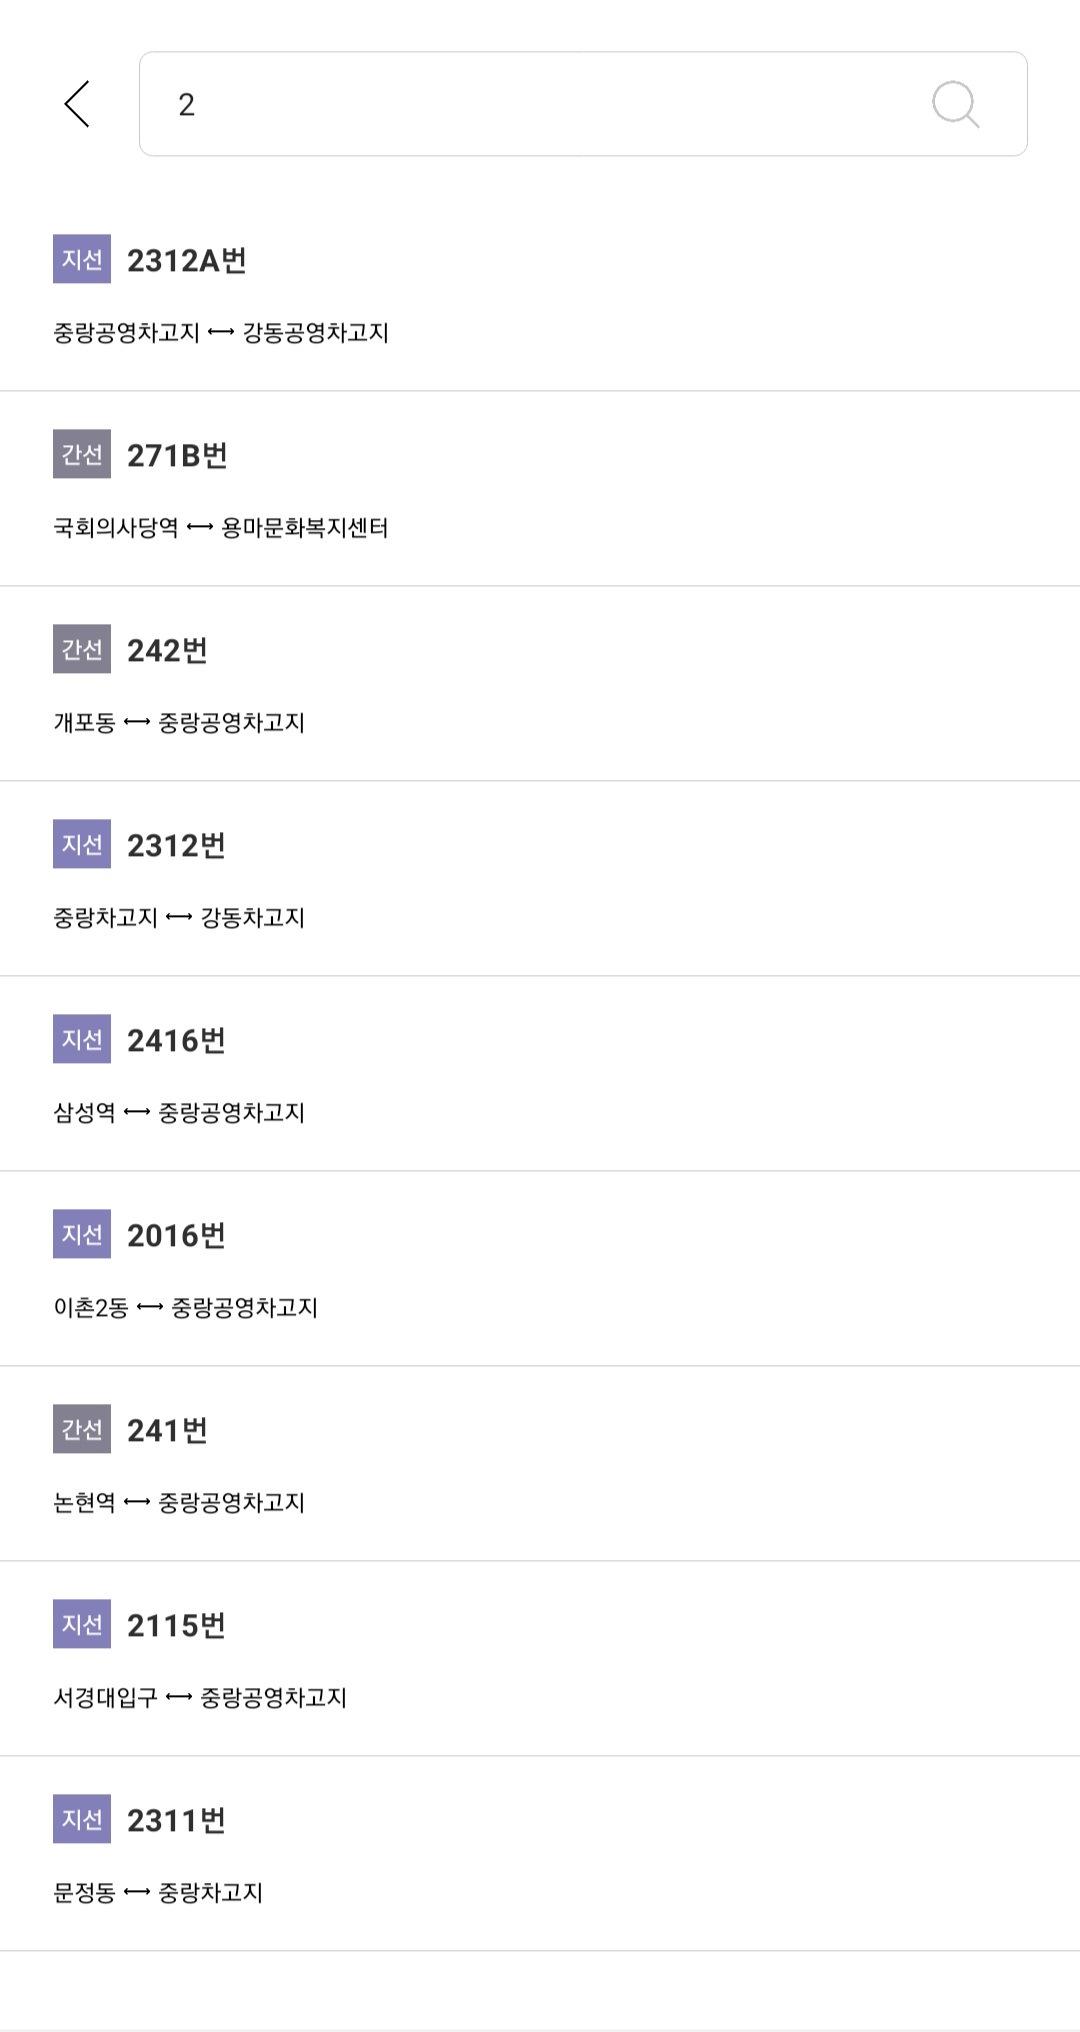 2
지선 2312A번
중랑공영차고지 ↔ 강동공영차고지
간선 271B번
국회의사당역 ↔ 용마문화복지센터
간선 242번
개포동 ↔ 중랑공영차고지
지선 2312번
중랑차고지 ↔ 강동차고지
지선 2416번
삼성역 ↔ 중랑공영차고지
지선 2016번
이촌2동 ↔ 중랑공영차고지
간선 241번
논현역 ↔ 중랑공영차고지
지선 2115번
서경대입구 ↔ 중랑공영차고지
지선 2311번
문정동 ↔ 중랑차고지